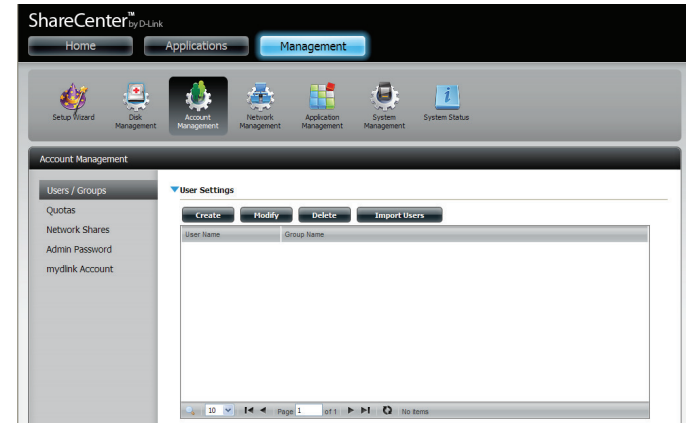 ShareCenter™ by D-Link
Home Applications Management
Setup Wizard Disk Management Account Management Network Management Application Management System Management System Status
Account Management
Users / Groups
Quotas
Network Shares
Admin Password
mydlink Account
User Settings
Create Modify Delete Import Users
User Name Group Name
10 Page 1 of 1 No items